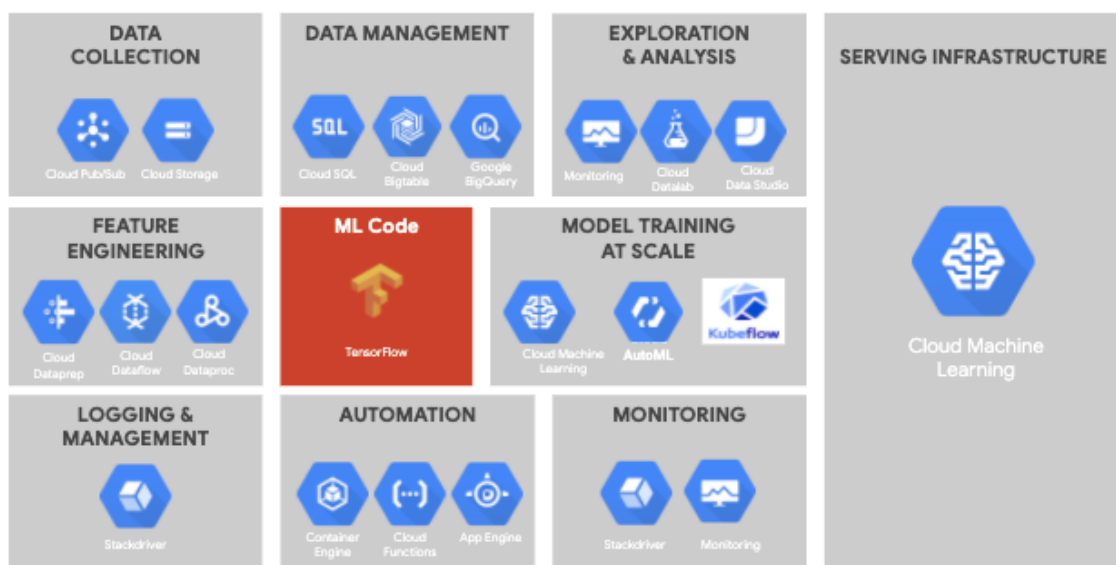 DATA
COLLECTION
Cloud Pub/Sub
Cloud Storage
DATA MANAGEMENT
SQL
Cloud SQL
Cloud
Bigtable
Google
BigQuery
EXPLORATION
& ANALYSIS
Monitoring
Cloud
Datalab
Cloud
Data Studio
SERVING INFRASTRUCTURE
Cloud Machine
Learning
FEATURE
ENGINEERING
Cloud
Dataprep
Cloud
Dataflow
Cloud
Dataproc
ML Code
TensorFlow
MODEL TRAINING
AT SCALE
Cloud Machine
Learning
AutoML
Kubeflow
LOGGING &
MANAGEMENT
Stackdriver
AUTOMATION
Container
Engine
Cloud
Functions
App Engine
MONITORING
Stackdriver
Monitoring